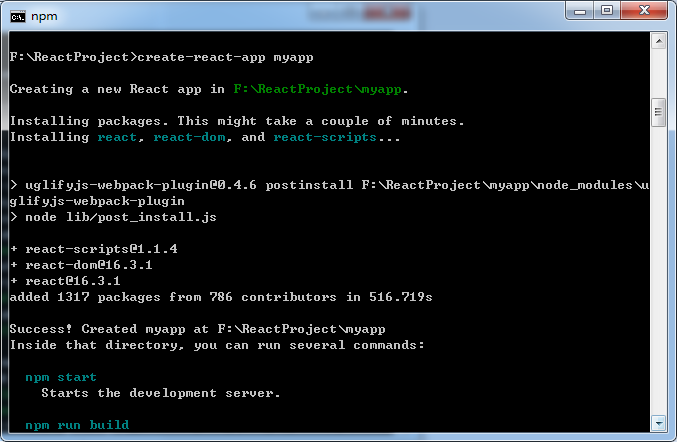 npm
F:\ReactProject>create-react-app myapp
Creating a new React app in F:\ReactProject\myapp.
Installing packages. This might take a couple of minutes.
Installing react, react-dom, and react-scripts...
> uglifyjs-webpack-plugin@0.4.6 postinstall F:\ReactProject\myapp\node_modules\u
glifyjs-webpack-plugin
> node lib/post_install.js
+ react-scripts@1.1.4
+ react-dom@16.3.1
+ react@16.3.1
added 1317 packages from 786 contributors in 516.719s
Success! Created myapp at F:\ReactProject\myapp
Inside that directory, you can run several commands:
npm start
Starts the development server.
npm run build